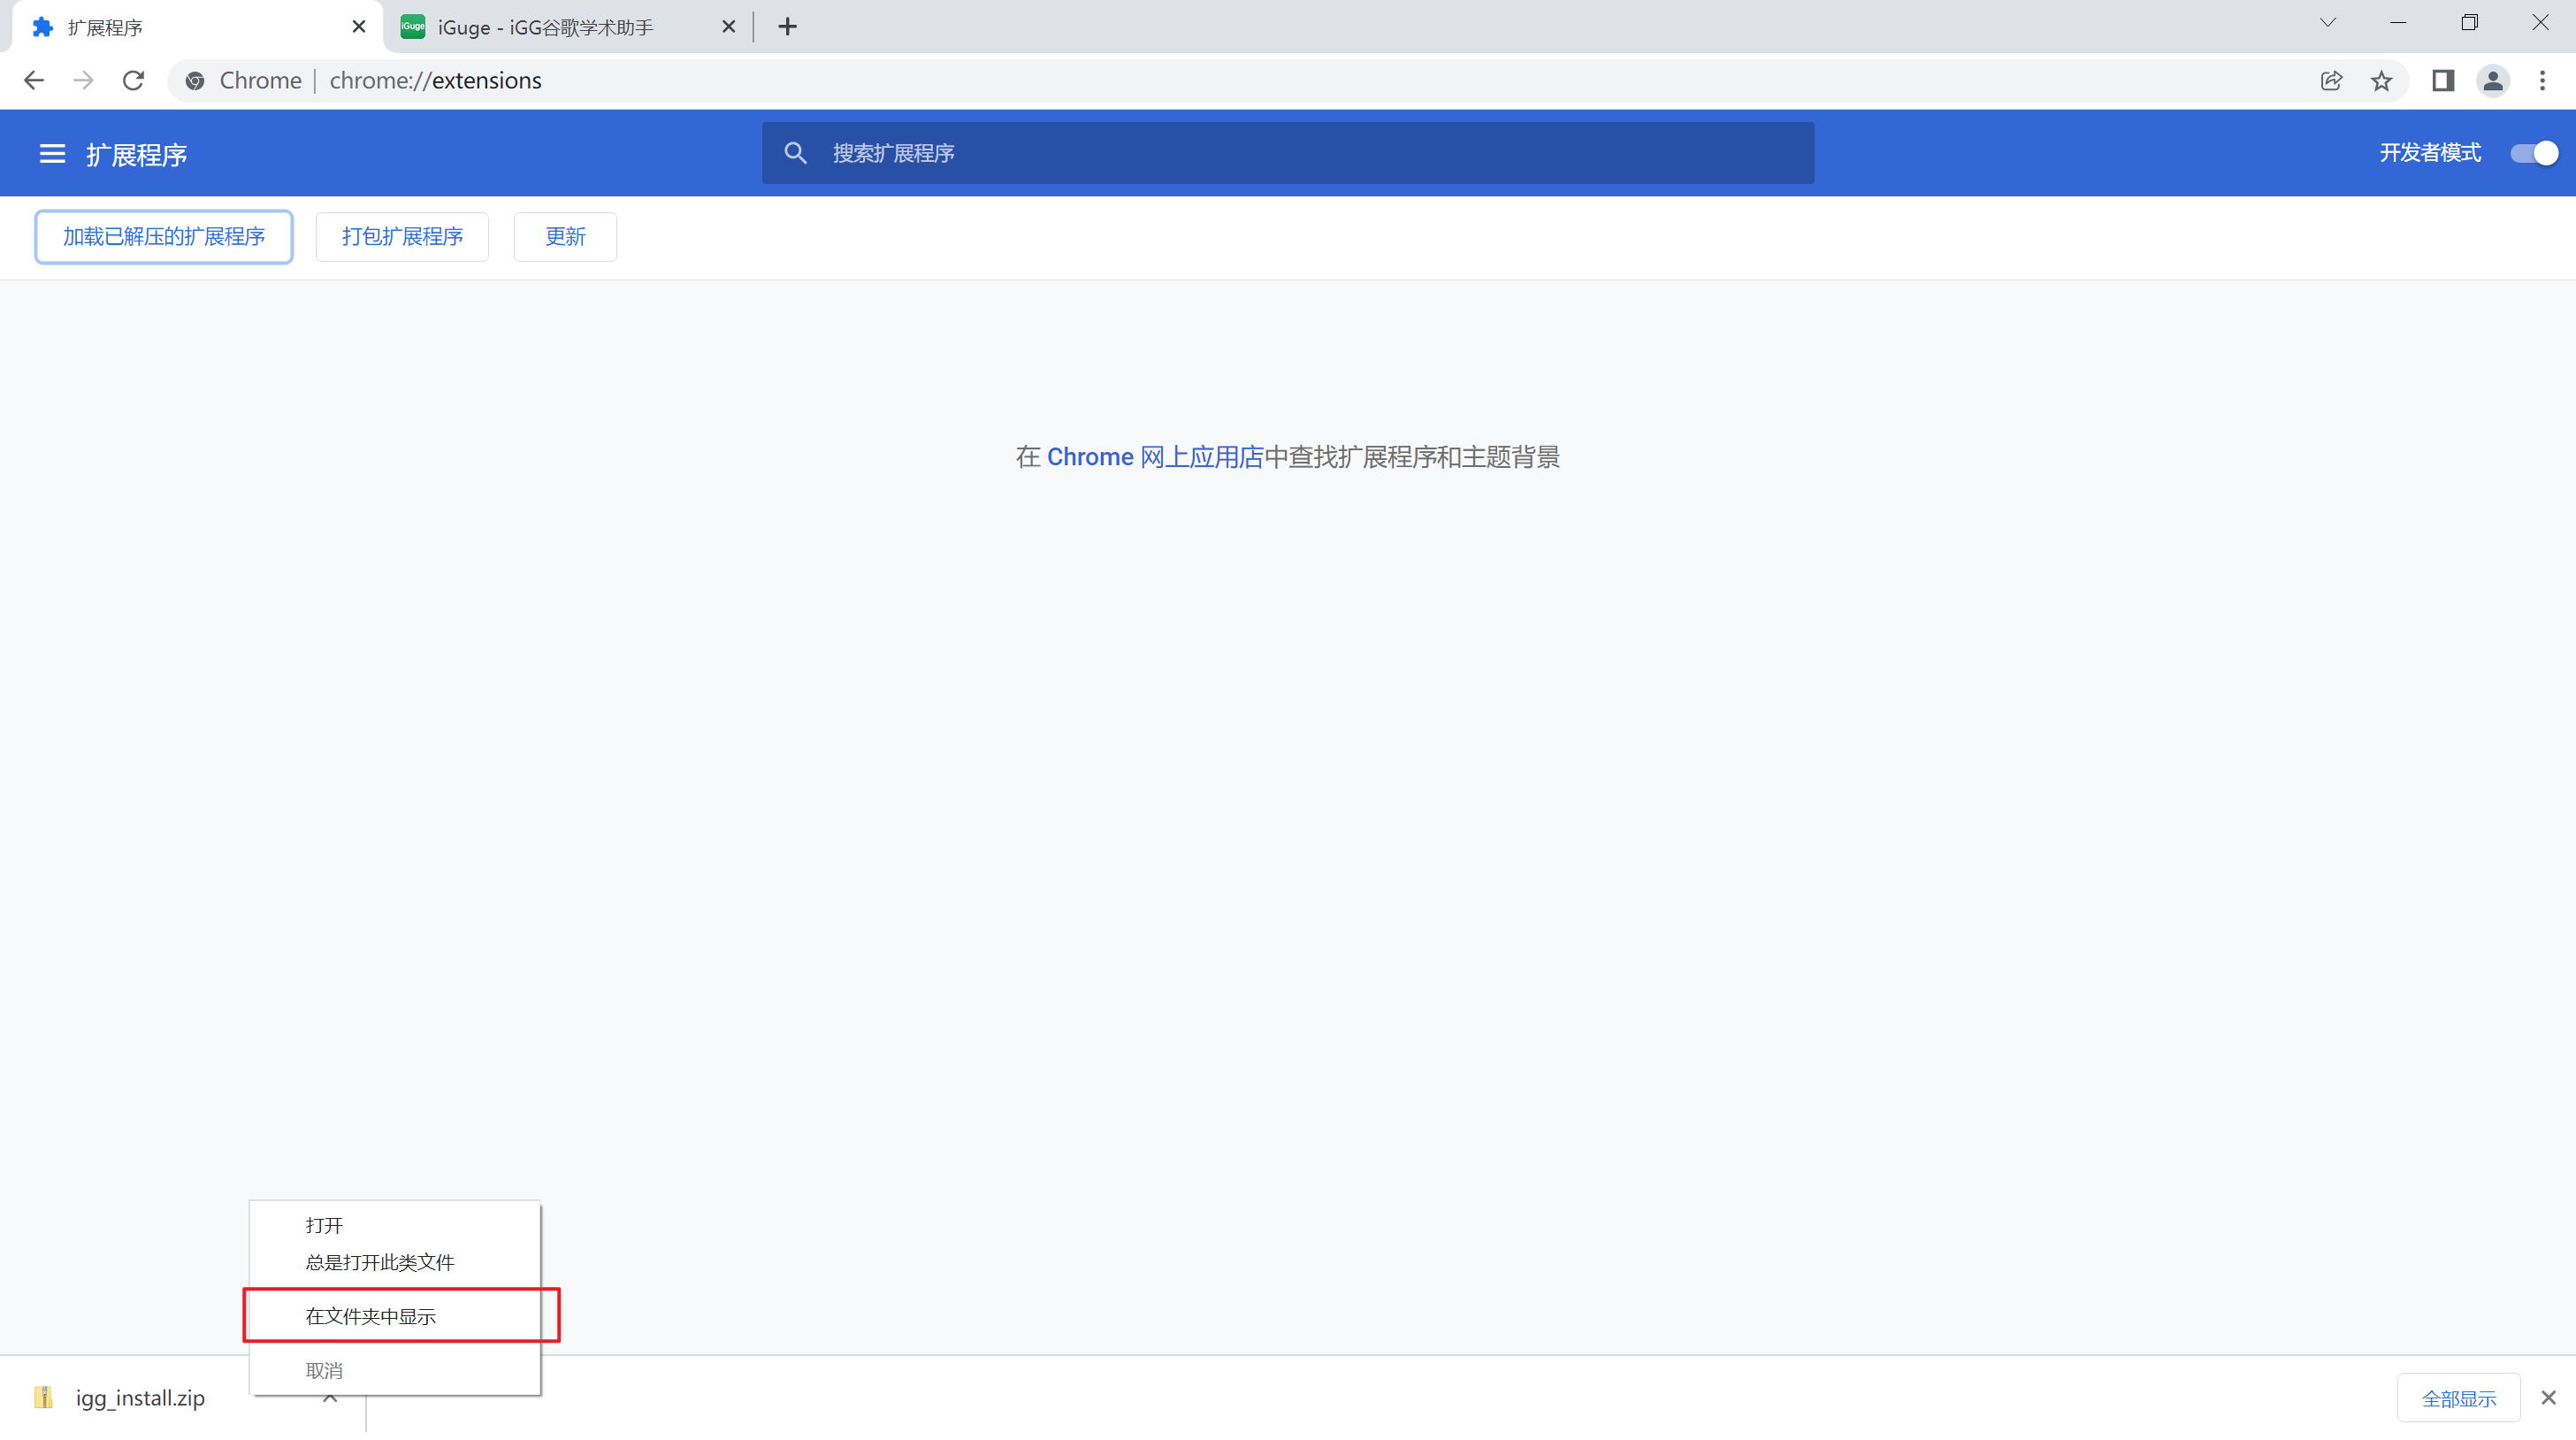 扩展程序
iGuge iGuge - iGG谷歌学术助手
Chrome | chrome://extensions
扩展程序
搜索扩展程序
开发者模式
加载已解压的扩展程序
打包扩展程序
更新
在 Chrome 网上应用店中查找扩展程序和主题背景
打开
总是打开此类文件
在文件夹中显示
取消
igg_install.zip
全部显示